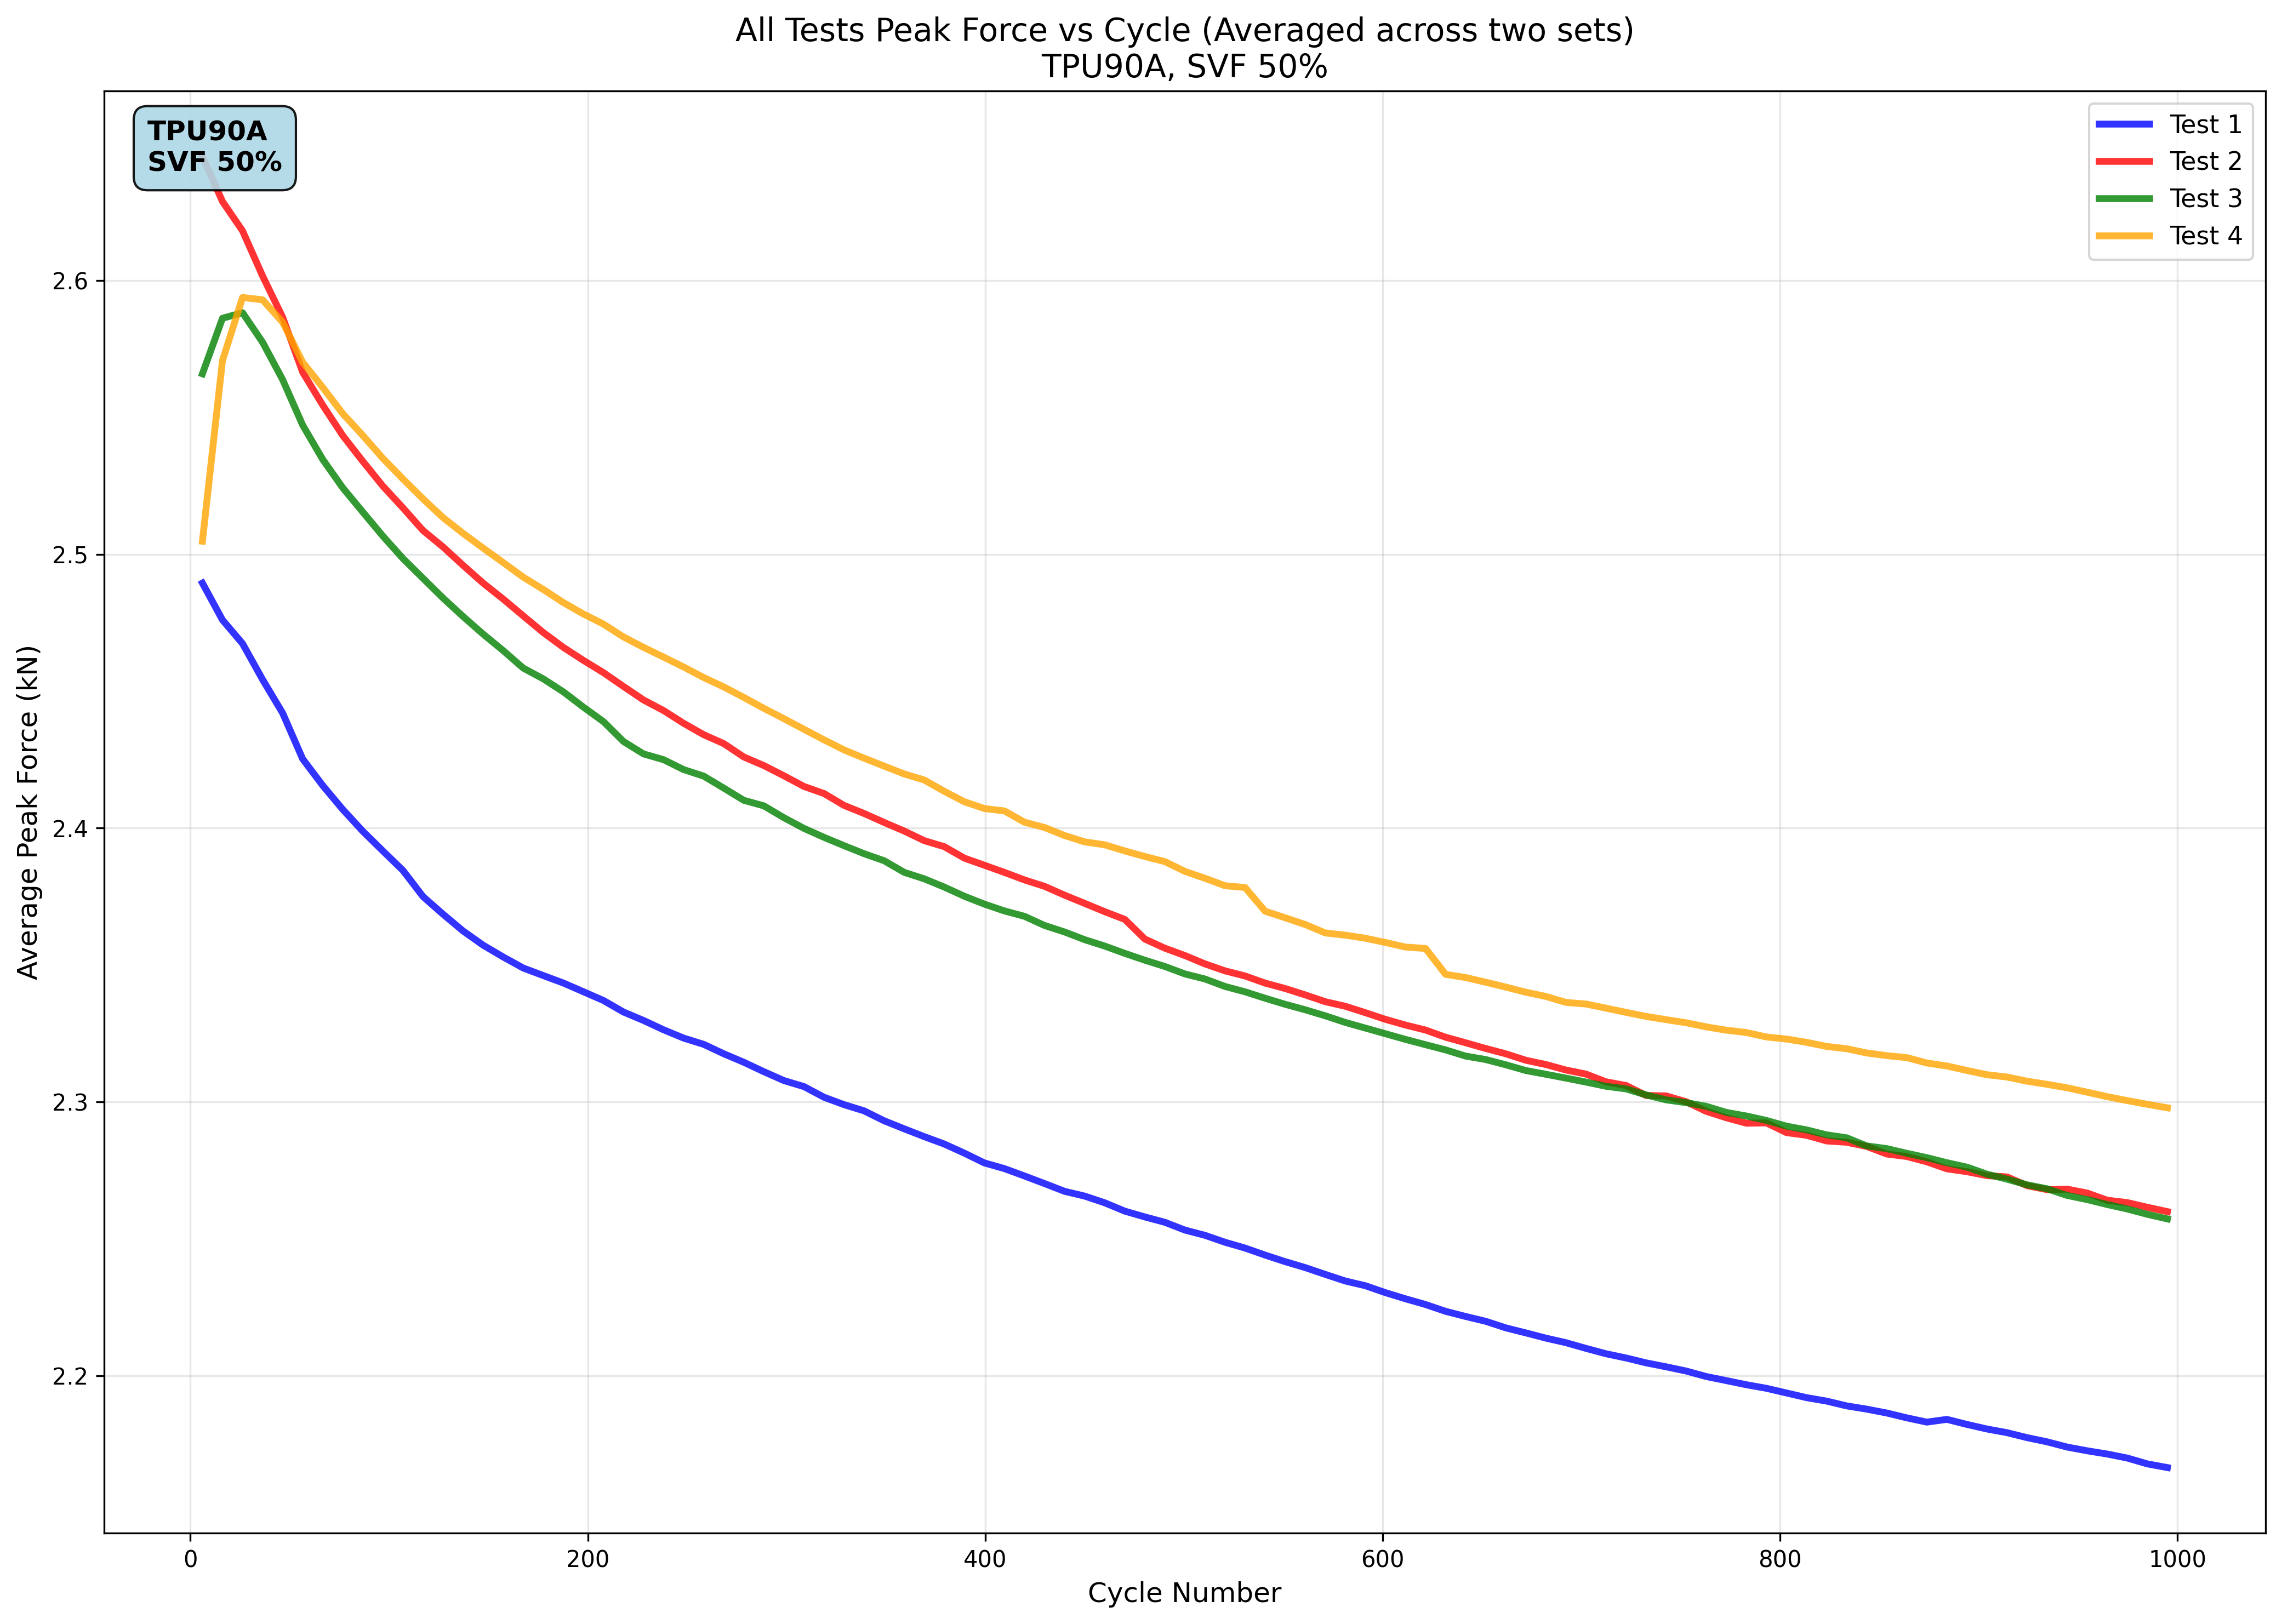 All Tests Peak Force vs Cycle (Averaged across two sets)
TPU90A, SVF 50%
TPU90A
SVF 50%
Test 1
Test 2
Test 3
Test 4
Average Peak Force (kN)
2.6
2.5
2.4
2.3
2.2
0
200
400
600
800
1000
Cycle Number